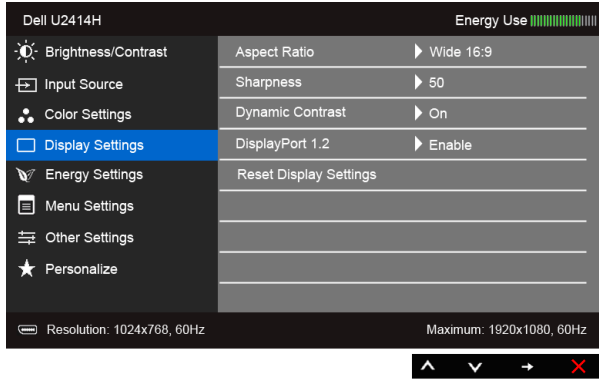 Dell U2414H Energy Use
Brightness/Contrast Aspect Ratio Wide 16:9
Input Source Sharpness 50
Color Settings Dynamic Contrast On
Display Settings DisplayPort 1.2 Enable
Energy Settings Reset Display Settings
Menu Settings
Other Settings
Personalize
Resolution: 1024x768, 60Hz Maximum: 1920x1080, 60Hz